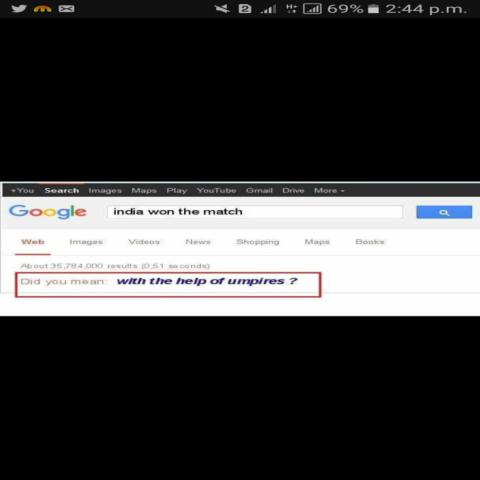 2 H+ 69% 2:44 p.m.
+You Search Images Maps Play YouTube Gmail Drive More
Google india won the match
Web Images Videos News Shopping Maps Books
About 35,784,000 results (0,51 seconds)
Did you mean: with the help of umpires ?